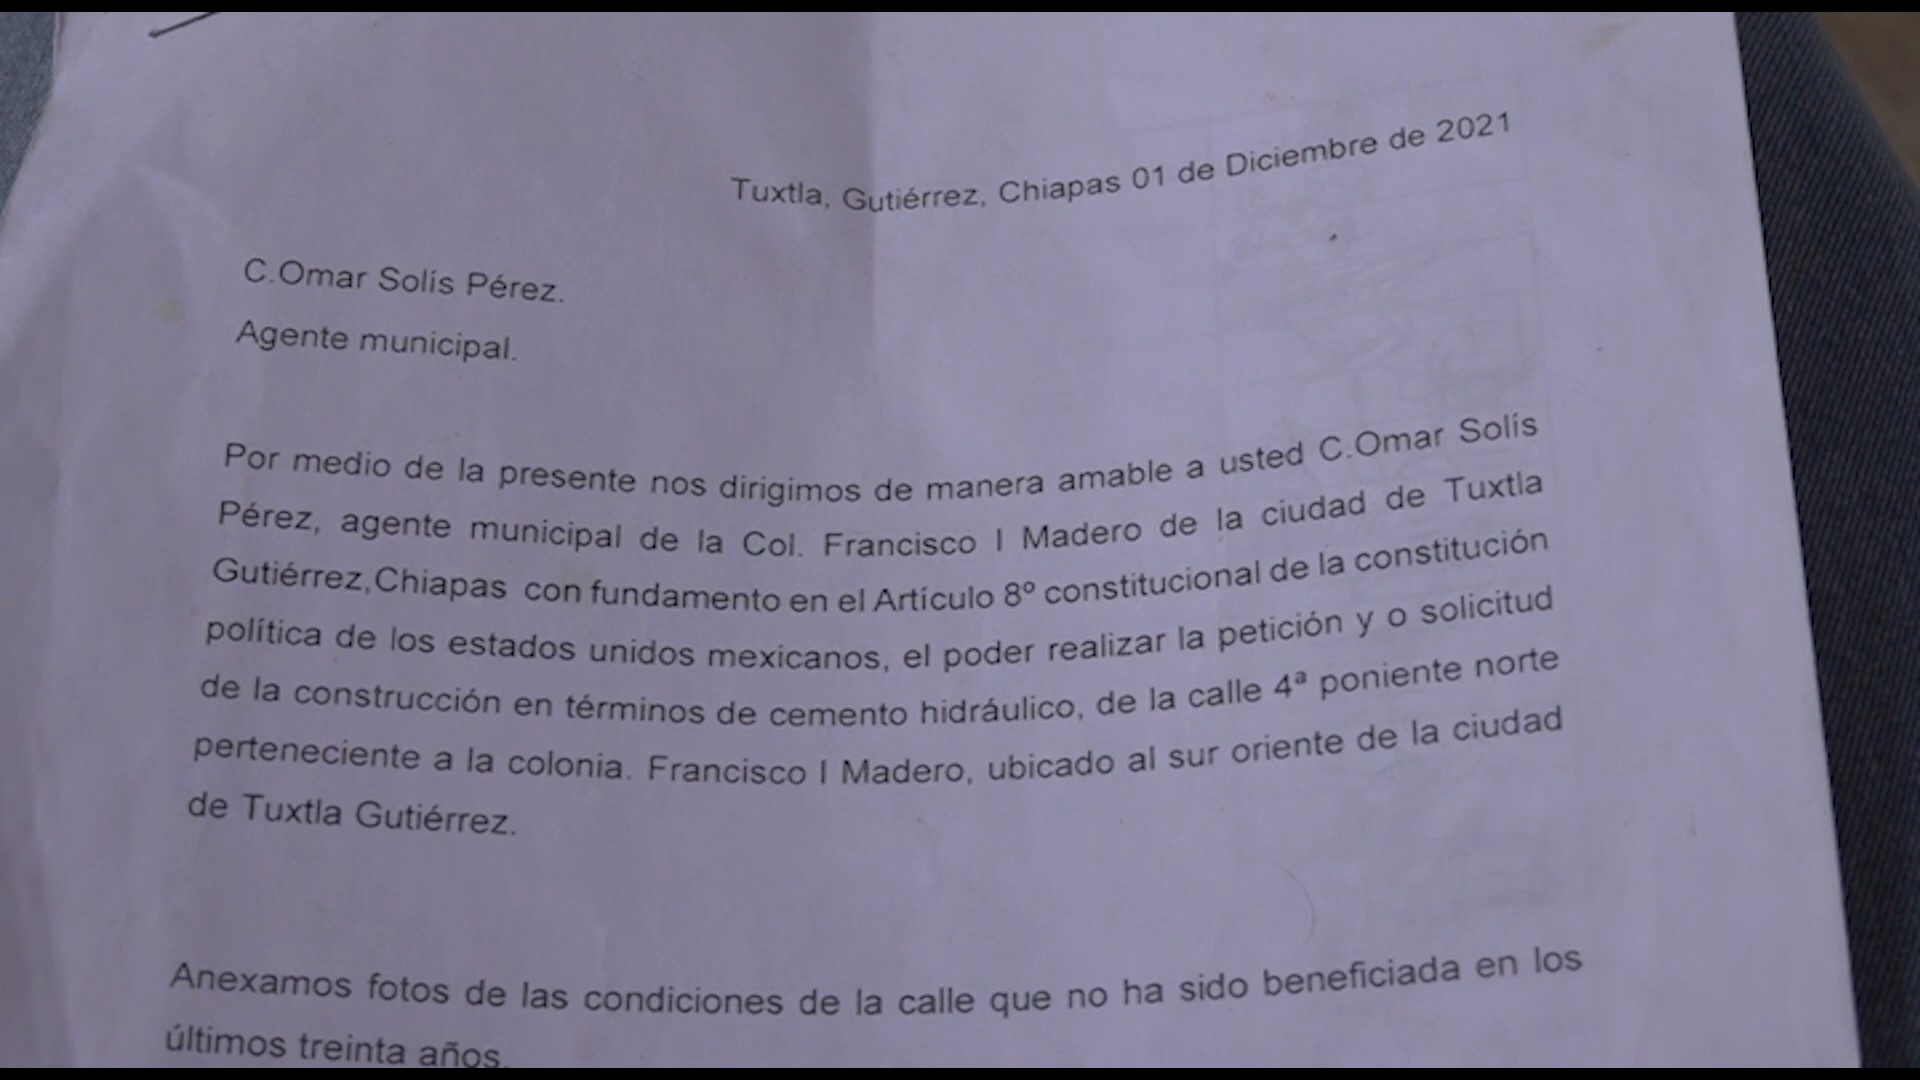 Tuxtla, Gutiérrez, Chiapas 01 de Diciembre de 2021
C.Omar Solís Pérez.
Agente municipal.
Por medio de la presente nos dirigimos de manera amable a usted C.Omar Solís
Pérez, agente municipal de la Col. Francisco I Madero de la ciudad de Tuxtla
Gutiérrez,Chiapas con fundamento en el Artículo 8º constitucional de la constitución
política de los estados unidos mexicanos, el poder realizar la petición y o solicitud
de la construcción en términos de cemento hidráulico, de la calle 4ª poniente norte
perteneciente a la colonia. Francisco I Madero, ubicado al sur oriente de la ciudad
de Tuxtla Gutiérrez.
Anexamos fotos de las condiciones de la calle que no ha sido beneficiada en los
últimos treinta años.